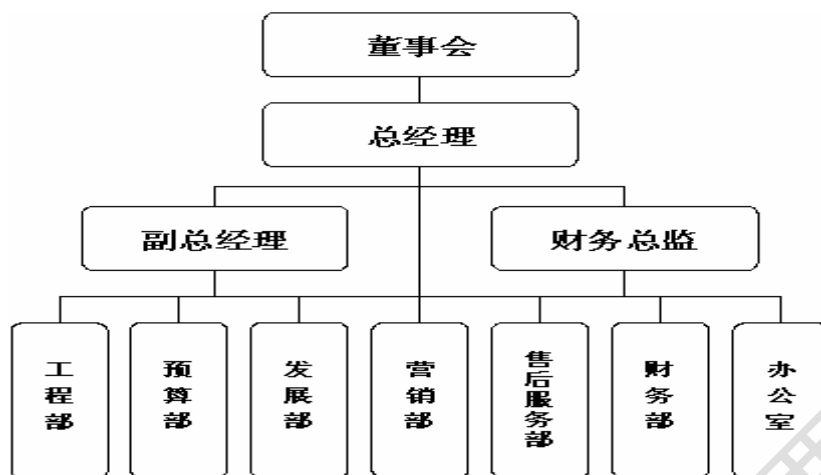 董事会
总经理
副总经理
财务总监
工程部
预算部
发展部
营销部
售后服务部
财务部
办公室